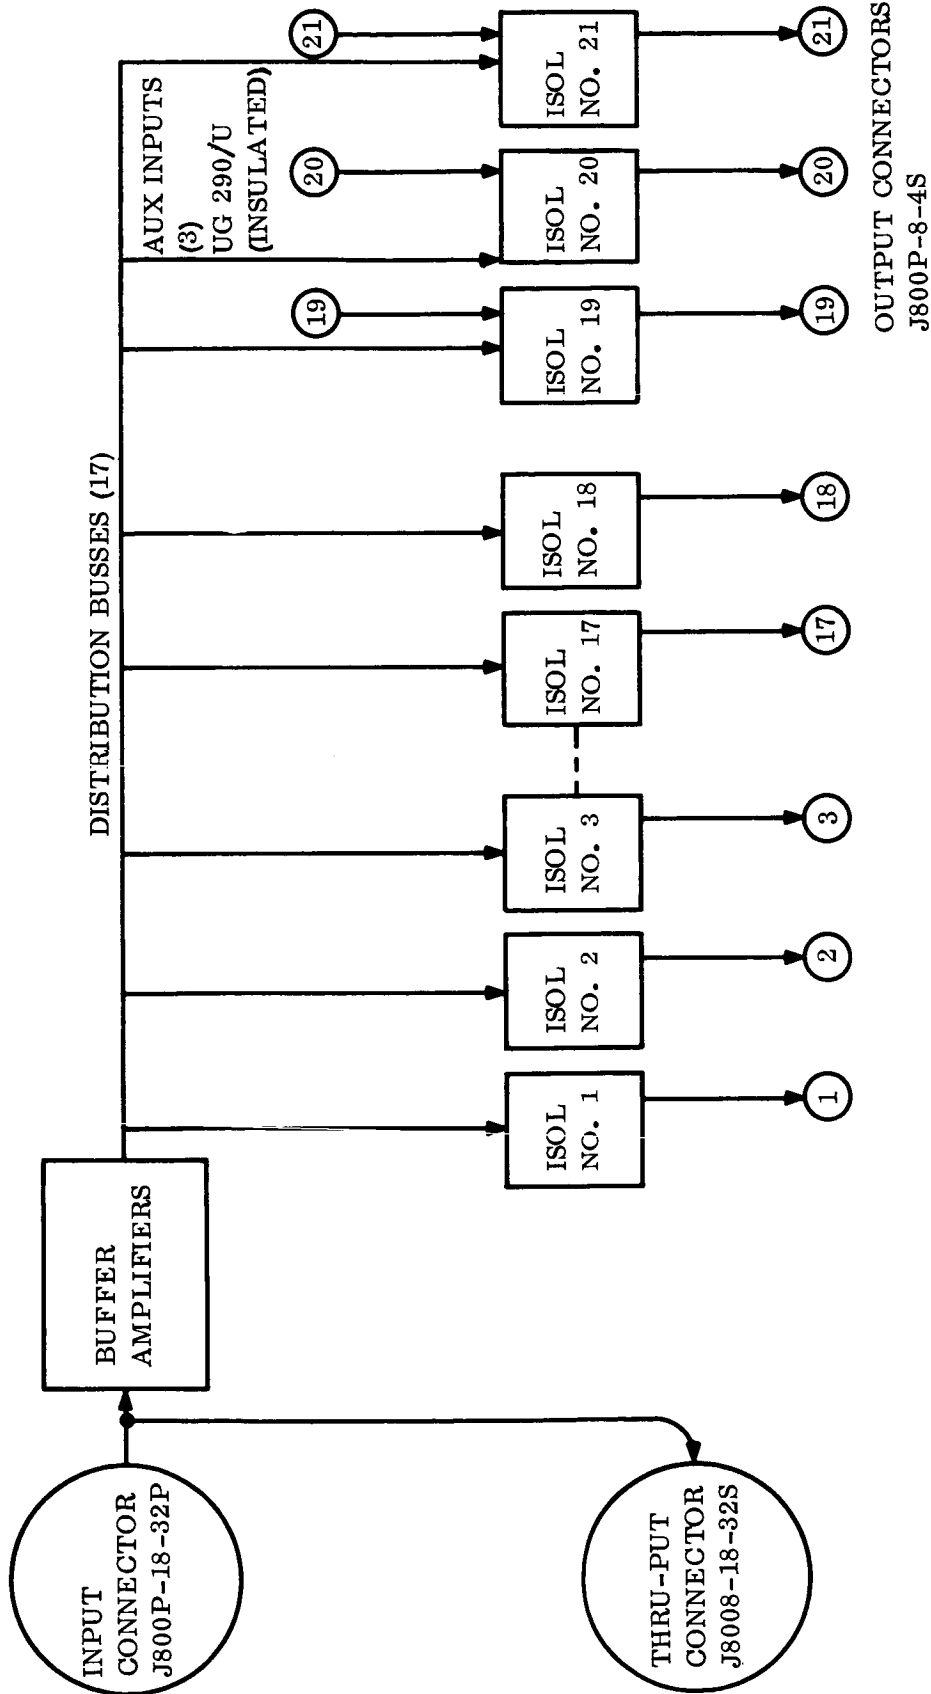 INPUT
CONNECTOR
J800P-18-32P
THRU-PUT
CONNECTOR
J8008-18-32S
BUFFER
AMPLIFIERS
DISTRIBUTION BUSSES (17)
AUX INPUTS
(3)
UG 290/U
(INSULATED)
19
20
21
ISOL
NO. 1
ISOL
NO. 2
ISOL
NO. 3
ISOL
NO. 17
ISOL
NO. 18
ISOL
NO. 19
ISOL
NO. 20
ISOL
NO. 21
1
2
3
17
18
19
20
21
OUTPUT CONNECTORS
J800P-8-4S